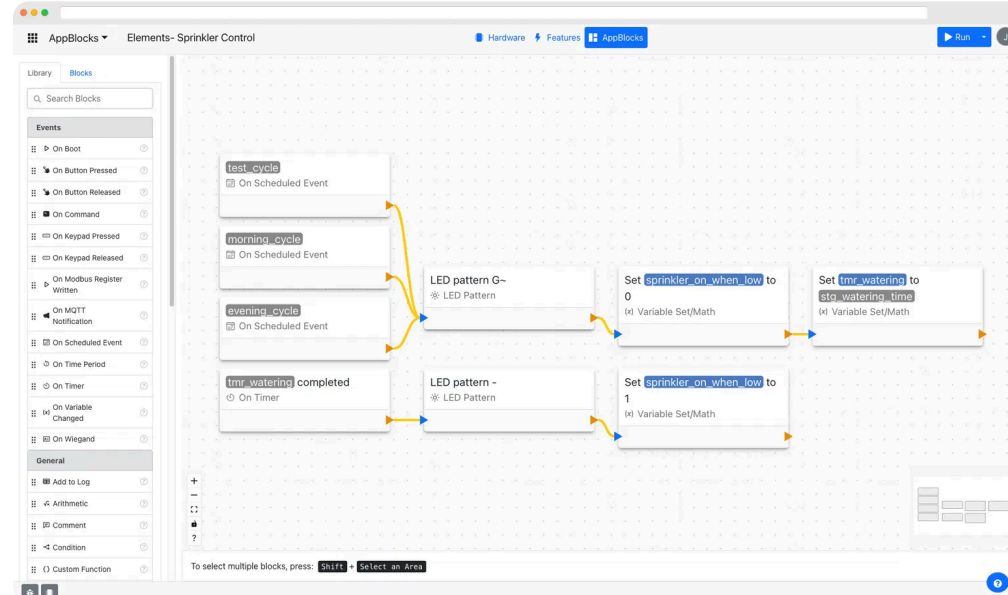 AppBlocks
Elements- Sprinkler Control
Hardware
Features
AppBlocks
Run
J
Library
Blocks
Search Blocks
Events
On Boot
On Button Pressed
On Button Released
On Command
On Keypad Pressed
On Keypad Released
On Modbus Register
Written
On MQTT
Notification
On Scheduled Event
On Time Period
On Timer
On Variable
Changed
On Wiegand
General
Add to Log
Arithmetic
Comment
Condition
Custom Function
test_cycle
On Scheduled Event
morning_cycle
On Scheduled Event
evening_cycle
On Scheduled Event
tmr_watering completed
On Timer
LED pattern G~
LED Pattern
LED pattern -
LED Pattern
Set sprinkler_on_when_low to
0
(x) Variable Set/Math
Set sprinkler_on_when_low to
1
(x) Variable Set/Math
Set tmr_watering to
stg_watering_time
(x) Variable Set/Math
To select multiple blocks, press: Shift + Select an Area